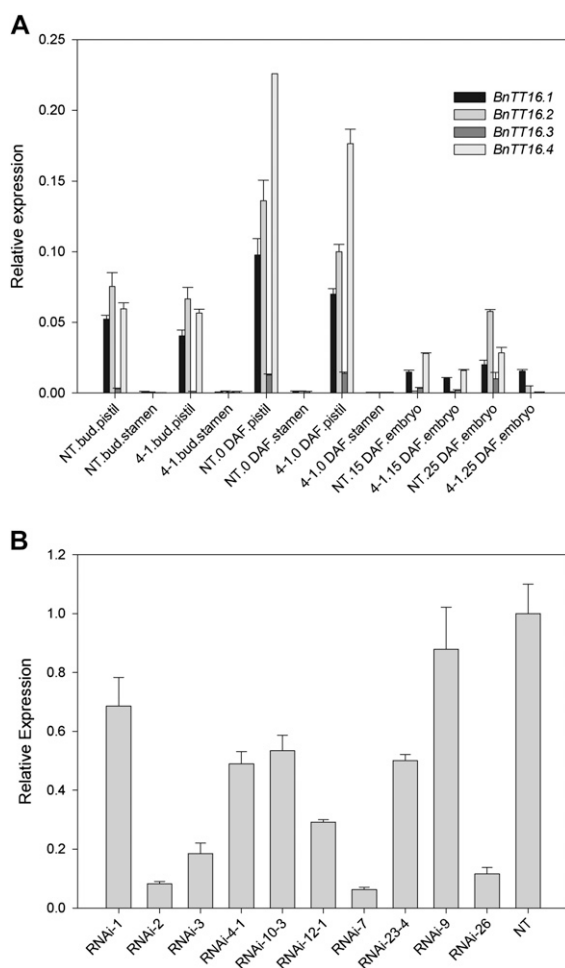 A
0.25
0.20
0.15
0.10
0.05
0.00
Relative expression
BnTT16.1
BnTT16.2
BnTT16.3
BnTT16.4
NT.bud.pistil
NT.bud.stamen
4-1.bud.pistil
4-1.bud.stamen
NT.0 DAF.pistil
NT.0 DAF.stamen
4-1.0 DAF.pistil
4-1.0 DAF.stamen
NT.15 DAF.embryo
4-1.15 DAF.embryo
NT.25 DAF.embryo
4-1.25 DAF.embryo
B
1.2
1.0
0.8
0.6
0.4
0.2
0.0
Relative Expression
RNAi-1
RNAi-2
RNAi-3
RNAi-4-1
RNAi-10-3
RNAi-12-1
RNAi-7
RNAi-23-4
RNAi-9
RNAi-26
NT